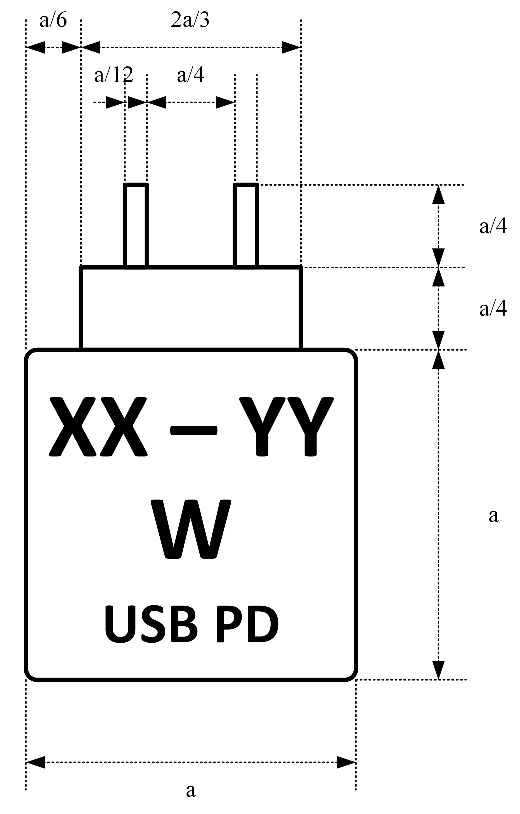 a/6 2a/3
a/12 a/4
a/4
a/4
XX – YY
W
a
USB PD
a